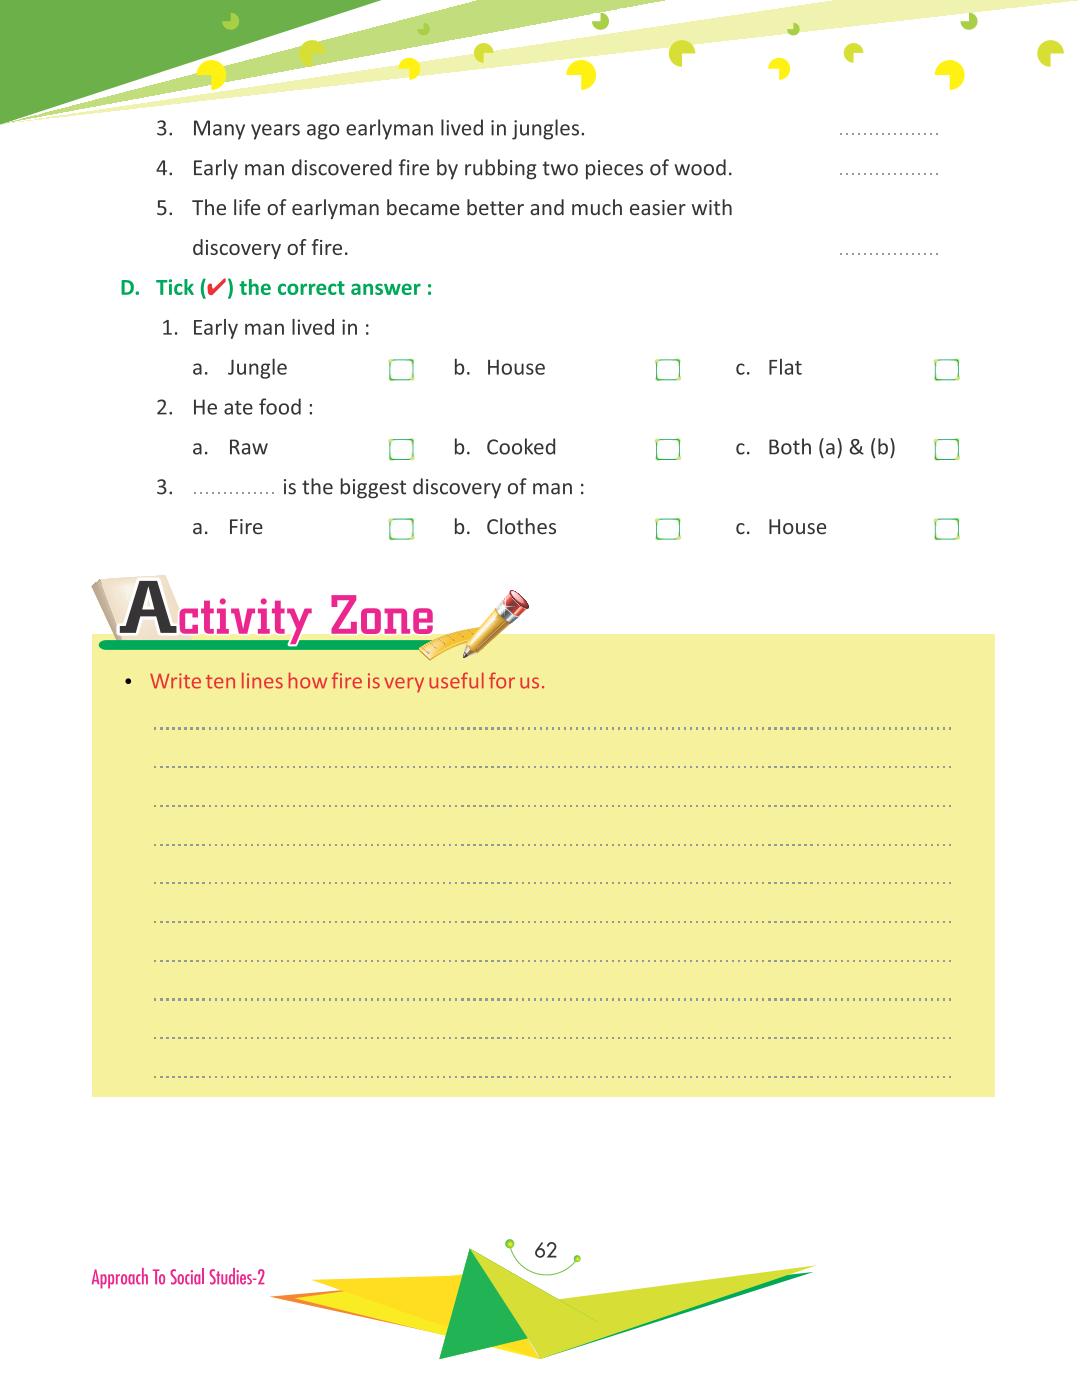 3. Many years ago earlyman lived in jungles. .................
4. Early man discovered fire by rubbing two pieces of wood. .................
5. The life of earlyman became better and much easier with
discovery of fire. .................
D. Tick (✔) the correct answer :
1. Early man lived in :
a. Jungle b. House c. Flat
2. He ate food :
a. Raw b. Cooked c. Both (a) & (b)
3. .............. is the biggest discovery of man :
a. Fire b. Clothes c. House
Activity Zone
• Write ten lines how fire is very useful for us.
62
Approach To Social Studies-2